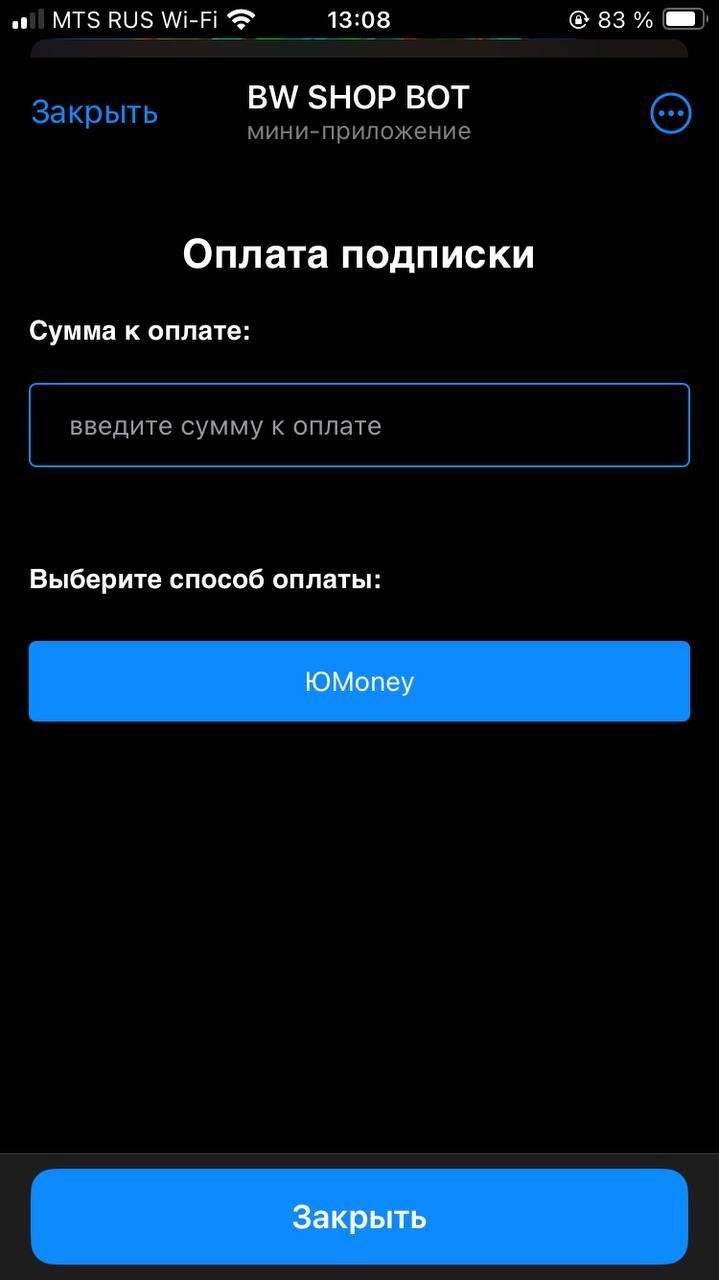 MTS RUS Wi-Fi 13:08 83 %
Закрыть
BW SHOP BOT
мини-приложение
Оплата подписки
Сумма к оплате:
введите сумму к оплате
Выберите способ оплаты:
ЮMoney
Закрыть